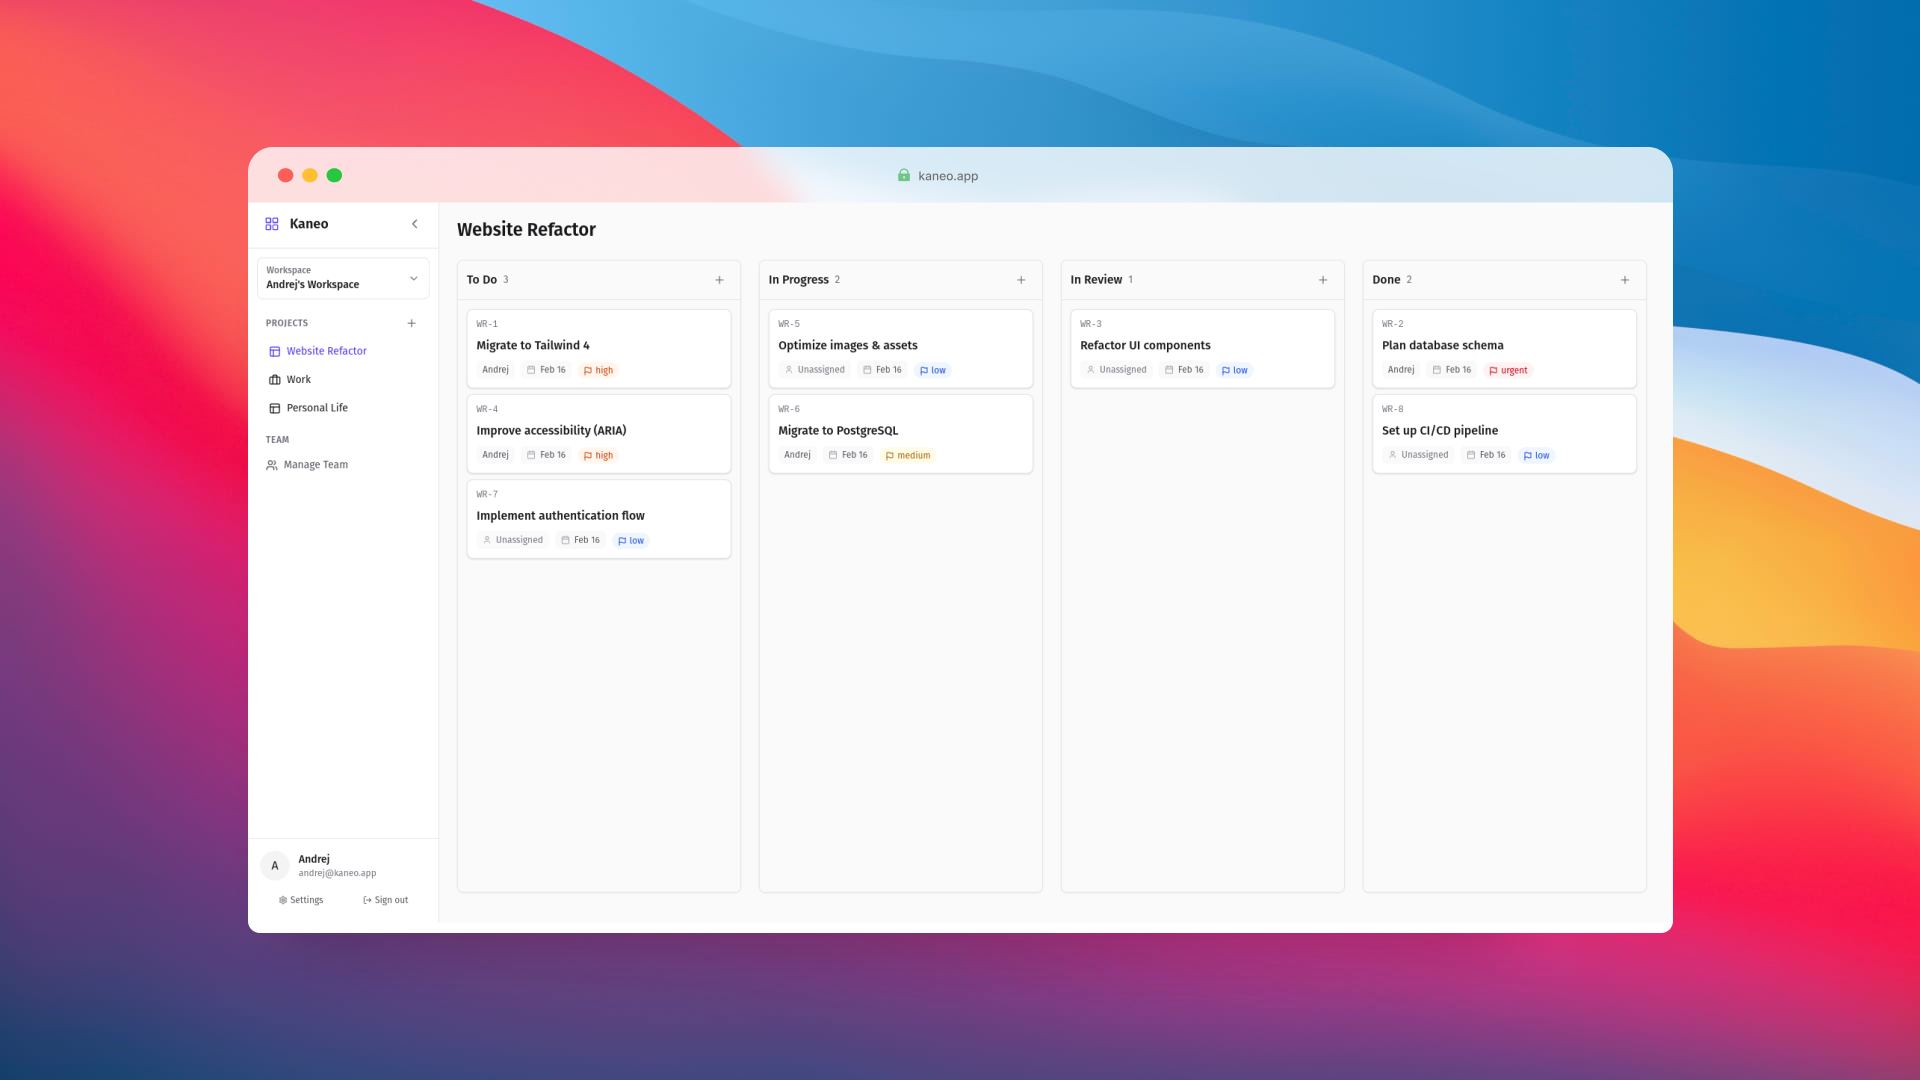 kaneo.app
Kaneo
Workspace
Andrej's Workspace
PROJECTS
Website Refactor
Work
Personal Life
TEAM
Manage Team
A
Andrej
andrej@kaneo.app
Settings
Sign out
Website Refactor
To Do 3
WR-1
Migrate to Tailwind 4
Andrej Feb 16 high
WR-4
Improve accessibility (ARIA)
Andrej Feb 16 high
WR-7
Implement authentication flow
Unassigned Feb 16 low
In Progress 2
WR-5
Optimize images & assets
Unassigned Feb 16 low
WR-6
Migrate to PostgreSQL
Andrej Feb 16 medium
In Review 1
WR-3
Refactor UI components
Unassigned Feb 16 low
Done 2
WR-2
Plan database schema
Andrej Feb 16 urgent
WR-8
Set up CI/CD pipeline
Unassigned Feb 16 low